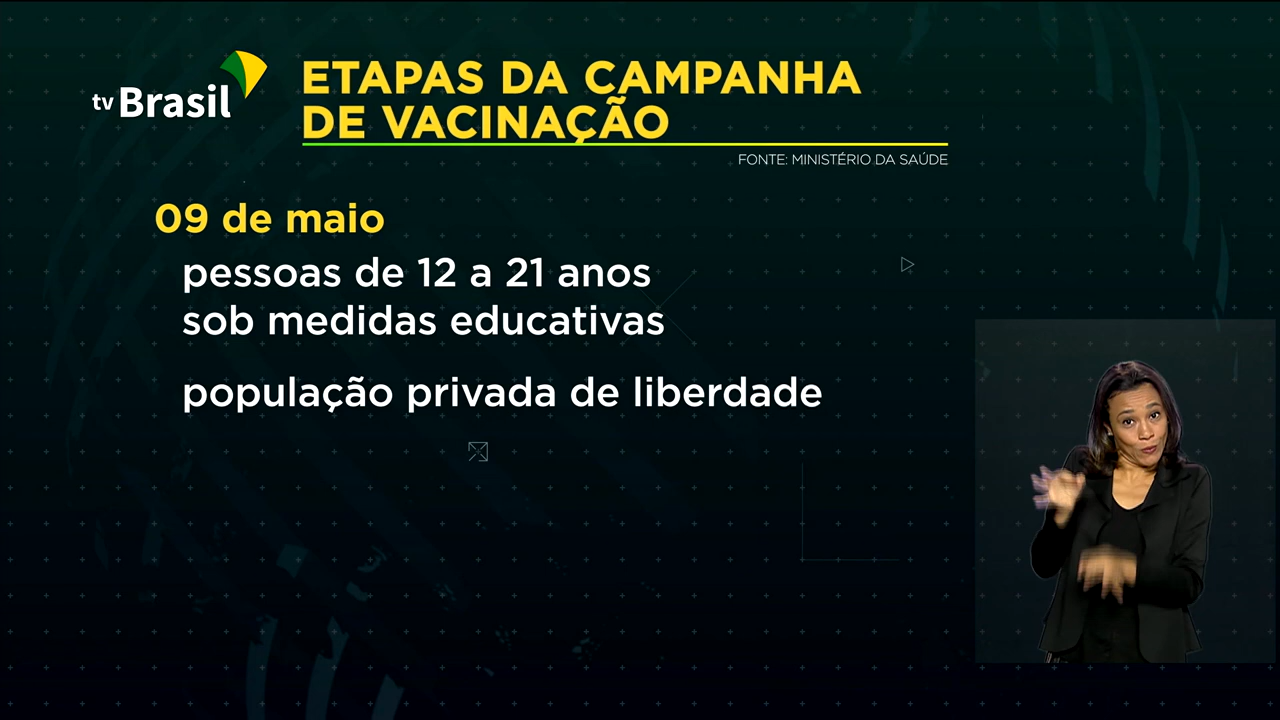 tv Brasil
ETAPAS DA CAMPANHA
DE VACINAÇÃO
FONTE: MINISTÉRIO DA SAÚDE
09 de maio
pessoas de 12 a 21 anos
sob medidas educativas
população privada de liberdade